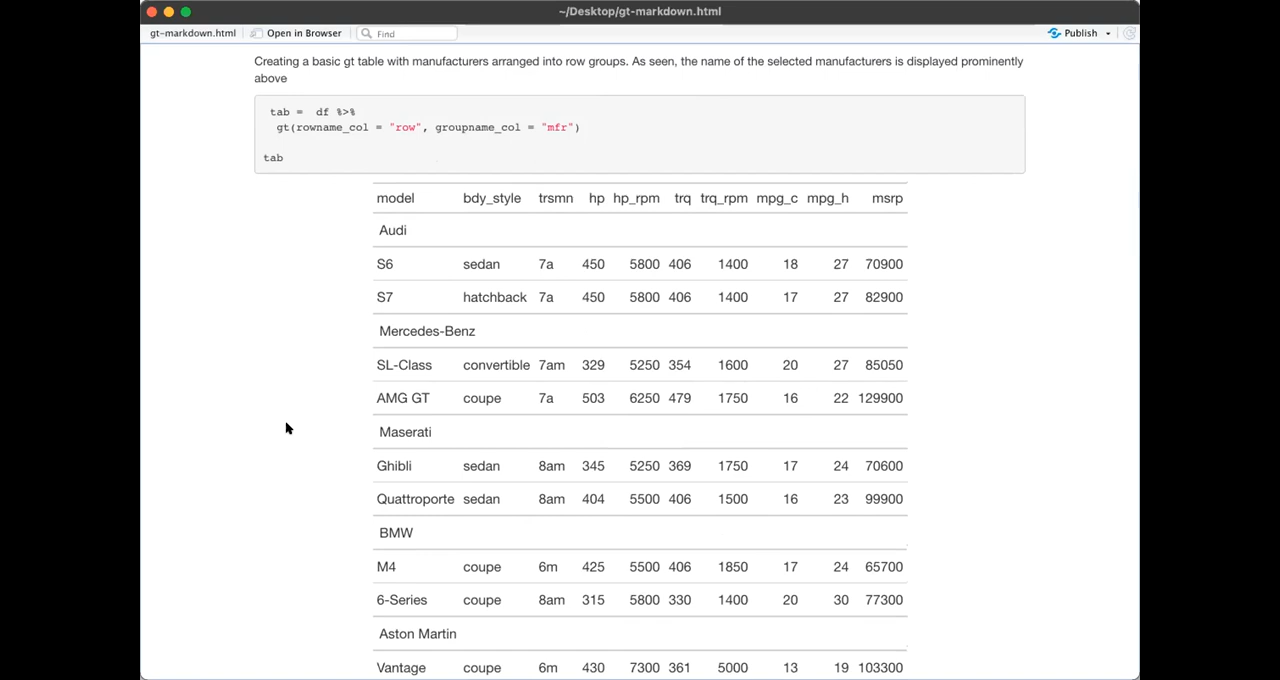 ~/Desktop/gt-markdown.html
gt-markdown.html Open in Browser Find Publish
Creating a basic gt table with manufacturers arranged into row groups. As seen, the name of the selected manufacturers is displayed prominently
above
tab =  df %>%
gt(rowname_col = "row", groupname_col = "mfr")
tab
model bdy_style trsmn hp hp_rpm trq trq_rpm mpg_c mpg_h msrp
Audi
S6 sedan 7a 450 5800 406 1400 18 27 70900
S7 hatchback 7a 450 5800 406 1400 17 27 82900
Mercedes-Benz
SL-Class convertible 7am 329 5250 354 1600 20 27 85050
AMG GT coupe 7a 503 6250 479 1750 16 22 129900
Maserati
Ghibli sedan 8am 345 5250 369 1750 17 24 70600
Quattroporte sedan 8am 404 5500 406 1500 16 23 99900
BMW
M4 coupe 6m 425 5500 406 1850 17 24 65700
6-Series coupe 8am 315 5800 330 1400 20 30 77300
Aston Martin
Vantage coupe 6m 430 7300 361 5000 13 19 103300